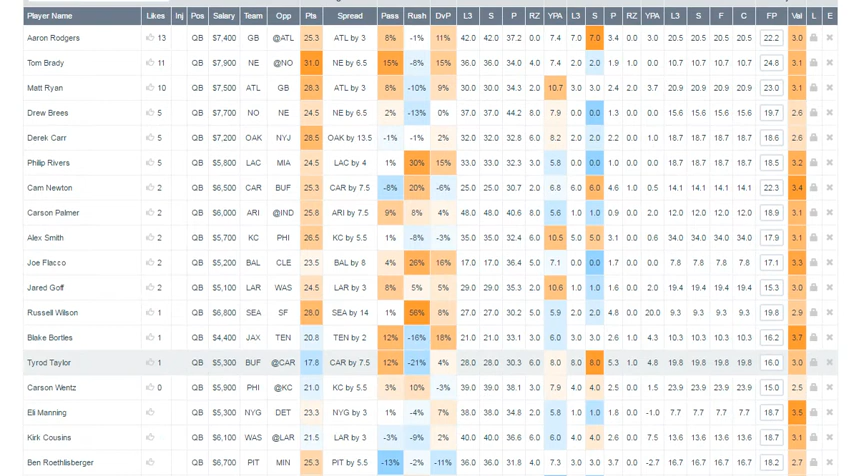 Player Name Likes Inj Pos Salary Team Opp Pts Spread Pass Rush DvP L3 S P RZ YPA L3 S P RZ YPA L3 S F C FP Val L E
Aaron Rodgers 13 QB $7,400 GB @ATL 25.3 ATL by 3 8% -1% 11% 42.0 42.0 37.2 0.0 7.4 7.0 7.0 3.4 0.0 3.0 20.5 20.5 20.5 20.5 22.2 3.0
Tom Brady 11 QB $7,900 NE @NO 31.0 NE by 6.5 15% -8% 15% 36.0 36.0 34.0 4.0 7.4 2.0 2.0 1.9 1.0 0.0 10.7 10.7 10.7 10.7 24.8 3.1
Matt Ryan 10 QB $7,500 ATL GB 28.3 ATL by 3 8% -10% 9% 30.0 30.0 34.3 2.0 10.7 3.0 3.0 2.4 2.0 3.7 20.9 20.9 20.9 20.9 23.0 3.1
Drew Brees 5 QB $7,700 NO NE 24.5 NE by 6.5 2% -13% 0% 37.0 37.0 44.2 8.0 7.9 0.0 0.0 1.3 0.0 0.0 15.6 15.6 15.6 15.6 19.7 2.6
Derek Carr 5 QB $7,200 OAK NYJ 28.5 OAK by 13.5 -1% -1% 2% 32.0 32.0 32.8 6.0 8.2 2.0 2.0 2.2 0.0 1.0 18.7 18.7 18.7 18.7 18.6 2.6
Philip Rivers 5 QB $5,800 LAC MIA 24.5 LAC by 4 1% 30% 15% 33.0 33.0 32.3 3.0 5.8 0.0 0.0 1.0 0.0 0.0 18.7 18.7 18.7 18.7 18.5 3.2
Cam Newton 2 QB $6,500 CAR BUF 25.3 CAR by 7.5 -8% 20% -6% 25.0 25.0 30.7 2.0 6.8 6.0 6.0 4.6 1.0 0.5 14.1 14.1 14.1 14.1 22.3 3.4
Carson Palmer 2 QB $6,000 ARI @IND 25.8 ARI by 7.5 9% 8% 4% 48.0 48.0 40.6 8.0 5.6 1.0 1.0 0.9 0.0 2.0 12.0 12.0 12.0 12.0 18.9 3.1
Alex Smith 2 QB $5,700 KC PHI 26.5 KC by 5.5 1% -8% -3% 35.0 35.0 32.4 6.0 10.5 5.0 5.0 3.1 0.0 0.6 34.0 34.0 34.0 34.0 17.9 3.1
Joe Flacco 2 QB $5,200 BAL CLE 23.5 BAL by 8 4% 26% 16% 17.0 17.0 36.4 5.0 7.1 0.0 0.0 1.7 0.0 0.0 7.8 7.8 7.8 7.8 17.1 3.3
Jared Goff 2 QB $5,100 LAR WAS 24.5 LAR by 3 8% 5% 5% 29.0 29.0 35.3 2.0 10.6 1.0 1.0 1.6 0.0 2.0 19.4 19.4 19.4 19.4 15.3 3.0
Russell Wilson 1 QB $6,800 SEA SF 28.0 SEA by 14 1% 56% 8% 27.0 27.0 30.2 5.0 5.9 2.0 2.0 4.8 0.0 20.0 9.3 9.3 9.3 9.3 19.8 2.9
Blake Bortles 1 QB $4,400 JAX TEN 20.8 TEN by 2 12% -16% 18% 21.0 21.0 33.1 3.0 6.0 3.0 3.0 2.6 1.0 4.3 10.3 10.3 10.3 10.3 16.2 3.7
Tyrod Taylor 1 QB $5,300 BUF @CAR 17.8 CAR by 7.5 12% -21% 4% 28.0 28.0 30.3 6.0 8.0 8.0 8.0 5.3 1.0 4.8 19.8 19.8 19.8 19.8 16.0 3.0
Carson Wentz 0 QB $5,900 PHI @KC 21.0 KC by 5.5 3% 10% -3% 39.0 39.0 38.1 3.0 7.9 4.0 4.0 2.5 0.0 1.5 23.9 23.9 23.9 23.9 15.0 2.5
Eli Manning QB $5,300 NYG DET 23.3 NYG by 3 1% -4% 7% 38.0 38.0 34.8 2.0 5.8 1.0 1.0 1.8 0.0 -1.0 7.7 7.7 7.7 7.7 18.7 3.5
Kirk Cousins QB $6,100 WAS @LAR 21.5 LAR by 3 -3% -9% 2% 40.0 40.0 36.6 6.0 6.0 4.0 4.0 2.6 0.0 7.5 13.6 13.6 13.6 13.6 18.7 3.1
Ben Roethlisberger QB $6,700 PIT MIN 25.3 PIT by 5.5 -13% -2% -11% 36.0 36.0 31.8 4.0 7.3 3.0 3.0 3.7 0.0 -2.7 16.7 16.7 16.7 16.7 18.2 2.7